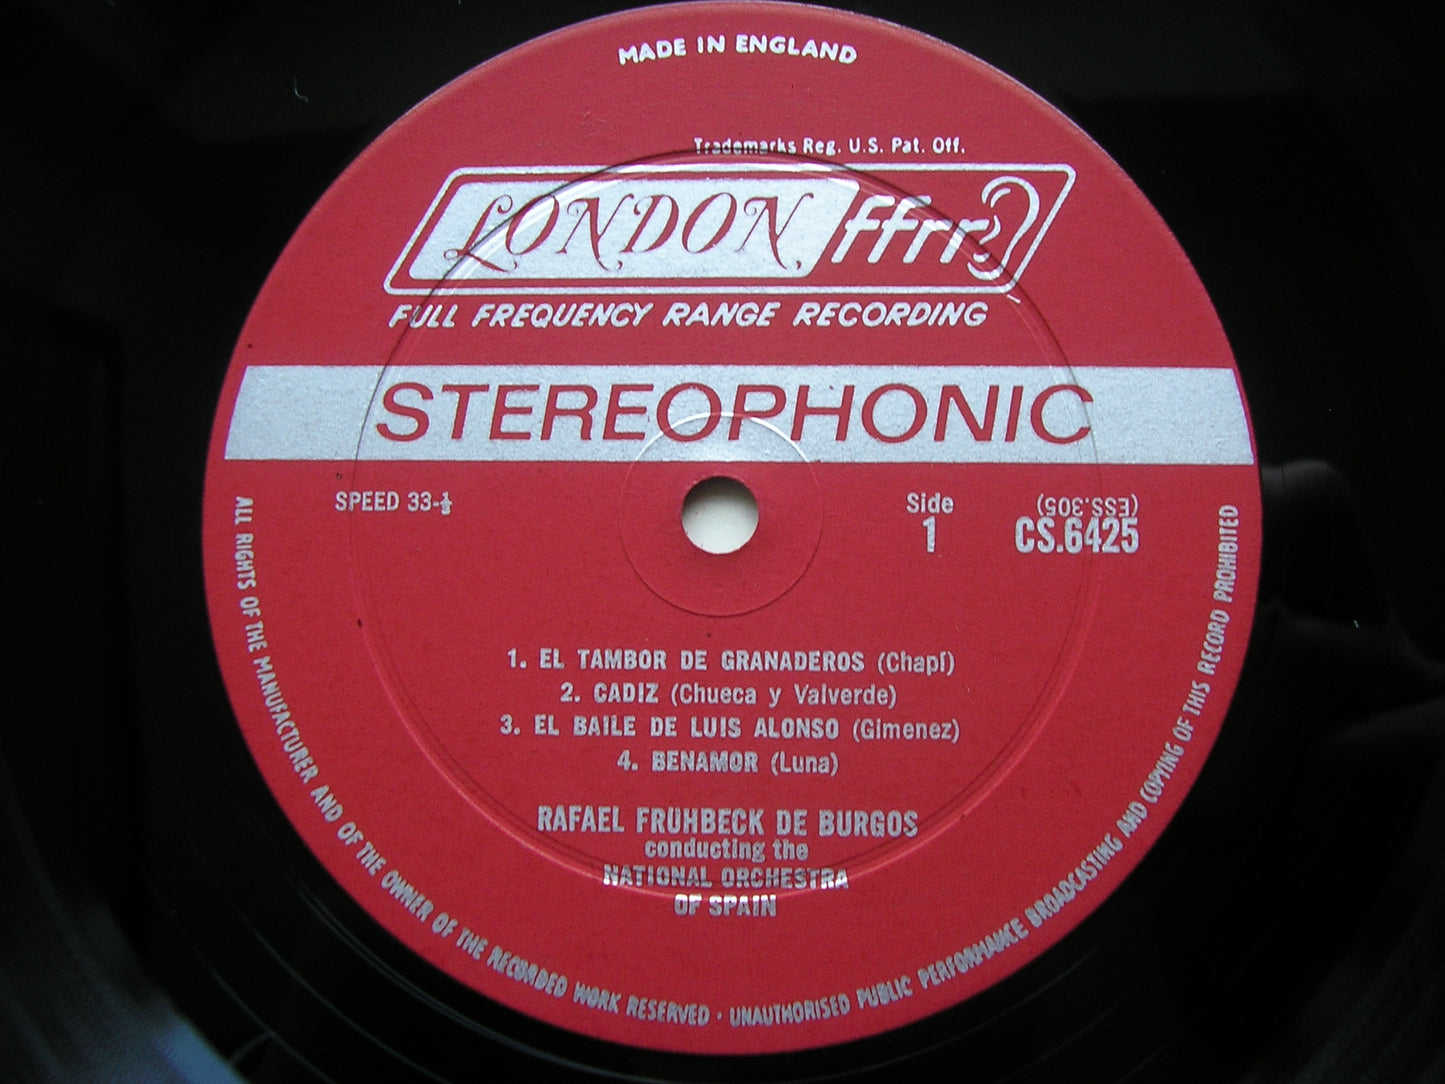 MADE IN ENGLAND
Trademarks Reg. U.S. Pat. Off.
LONDON ffrr
FULL FREQUENCY RANGE RECORDING
STEREOPHONIC
SPEED 33-⅓
Side 1
(ESS.305)
CS.6425
1. EL TAMBOR DE GRANADEROS (Chapí)
2. CADIZ (Chueca y Valverde)
3. EL BAILE DE LUIS ALONSO (Gimenez)
4. BENAMOR (Luna)
RAFAEL FRÜHBECK DE BURGOS
conducting the
NATIONAL ORCHESTRA
OF SPAIN
ALL RIGHTS OF THE MANUFACTURER AND OF THE OWNER OF THE RECORDED WORK RESERVED · UNAUTHORISED PUBLIC PERFORMANCE BROADCASTING AND COPYING OF THIS RECORD PROHIBITED